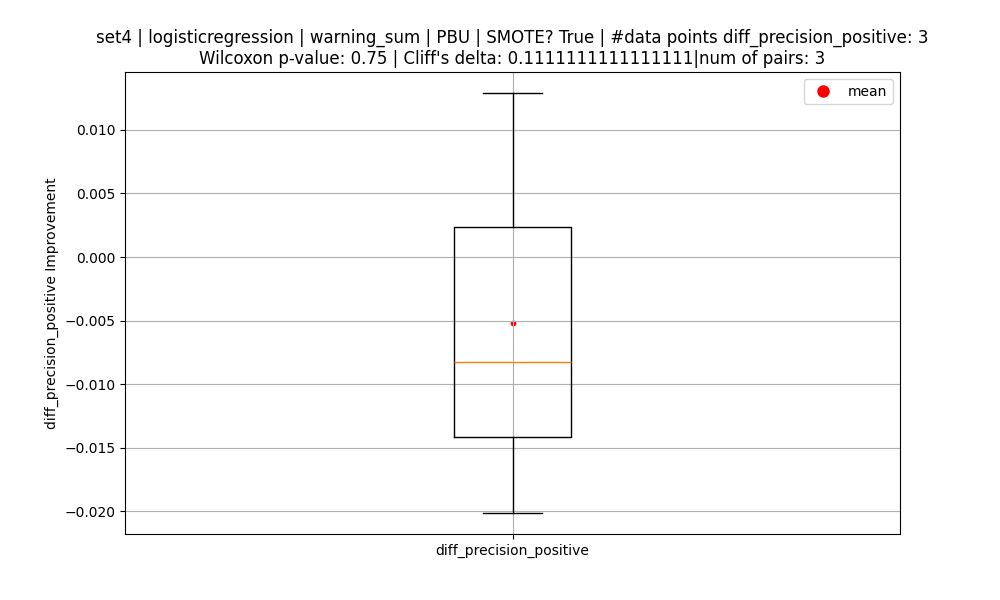 set4 | logisticregression | warning_sum | PBU | SMOTE? True | #data points diff_precision_positive: 3
Wilcoxon p-value: 0.75 | Cliff's delta: 0.1111111111111111|num of pairs: 3
mean
0.010
0.005
0.000
−0.005
−0.010
−0.015
−0.020
diff_precision_positive Improvement
diff_precision_positive